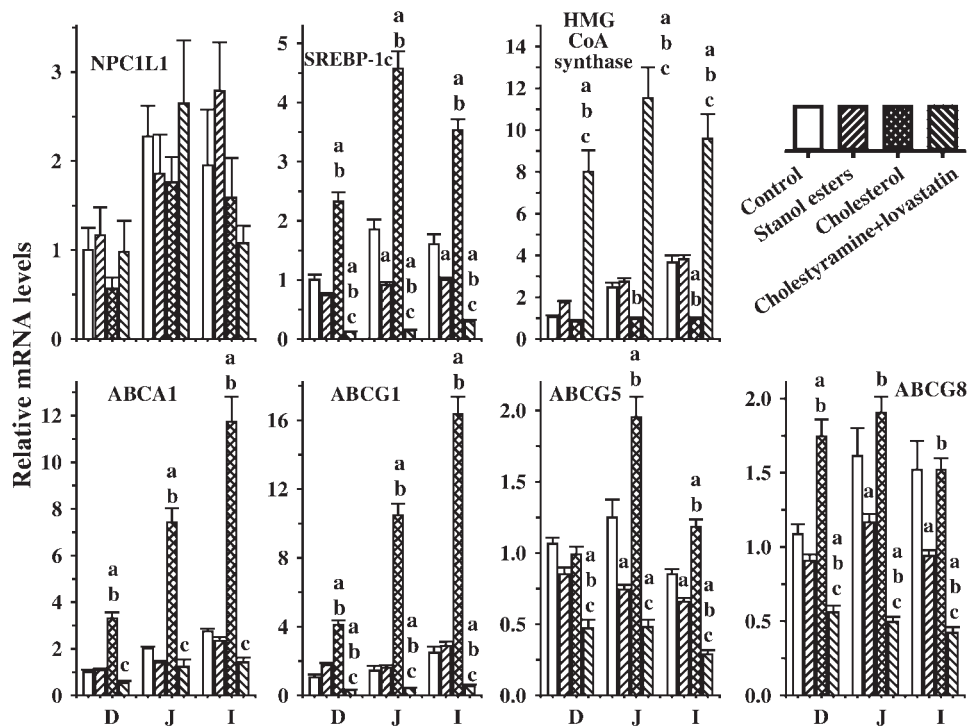 Relative mRNA levels
NPC1L1
3
2
1
0
SREBP-1c
5
4
3
2
1
0
a
b
a
b
c
a
a
b
a
b
c
a
a
b
a
b
c
HMG
CoA
synthase
14
12
10
8
6
4
2
0
a
b
c
b
a
b
c
a
b
a
b
c
Control
Stanol esters
Cholesterol
Cholestyramine+lovastatin
ABCA1
12
10
8
6
4
2
0
a
b
c
a
b
c
a
b
c
D J I
ABCG1
16
12
8
4
0
a
b
a
b
c
a
b
a
b
c
a
b
a
b
c
D J I
ABCG5
2.0
1.5
1.0
0.5
0.0
a
b
c
a
a
b
a
b
c
a
a
b
a
b
c
D J I
ABCG8
2.0
1.5
1.0
0.5
0.0
a
b
a
b
c
a
b
a
b
c
a
b
a
b
c
D J I